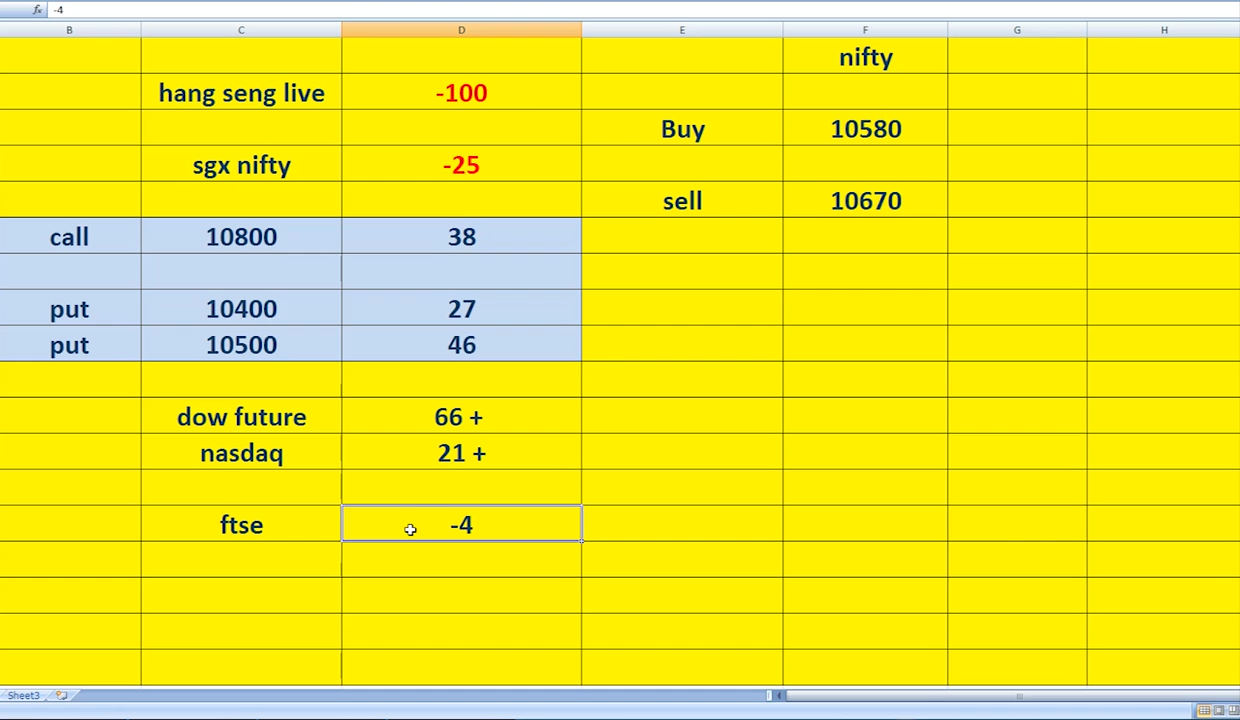 -4
B C D E F G H
nifty
hang seng live -100
Buy 10580
sgx nifty -25
sell 10670
call 10800 38
put 10400 27
put 10500 46
dow future 66 +
nasdaq 21 +
ftse -4
Sheet3